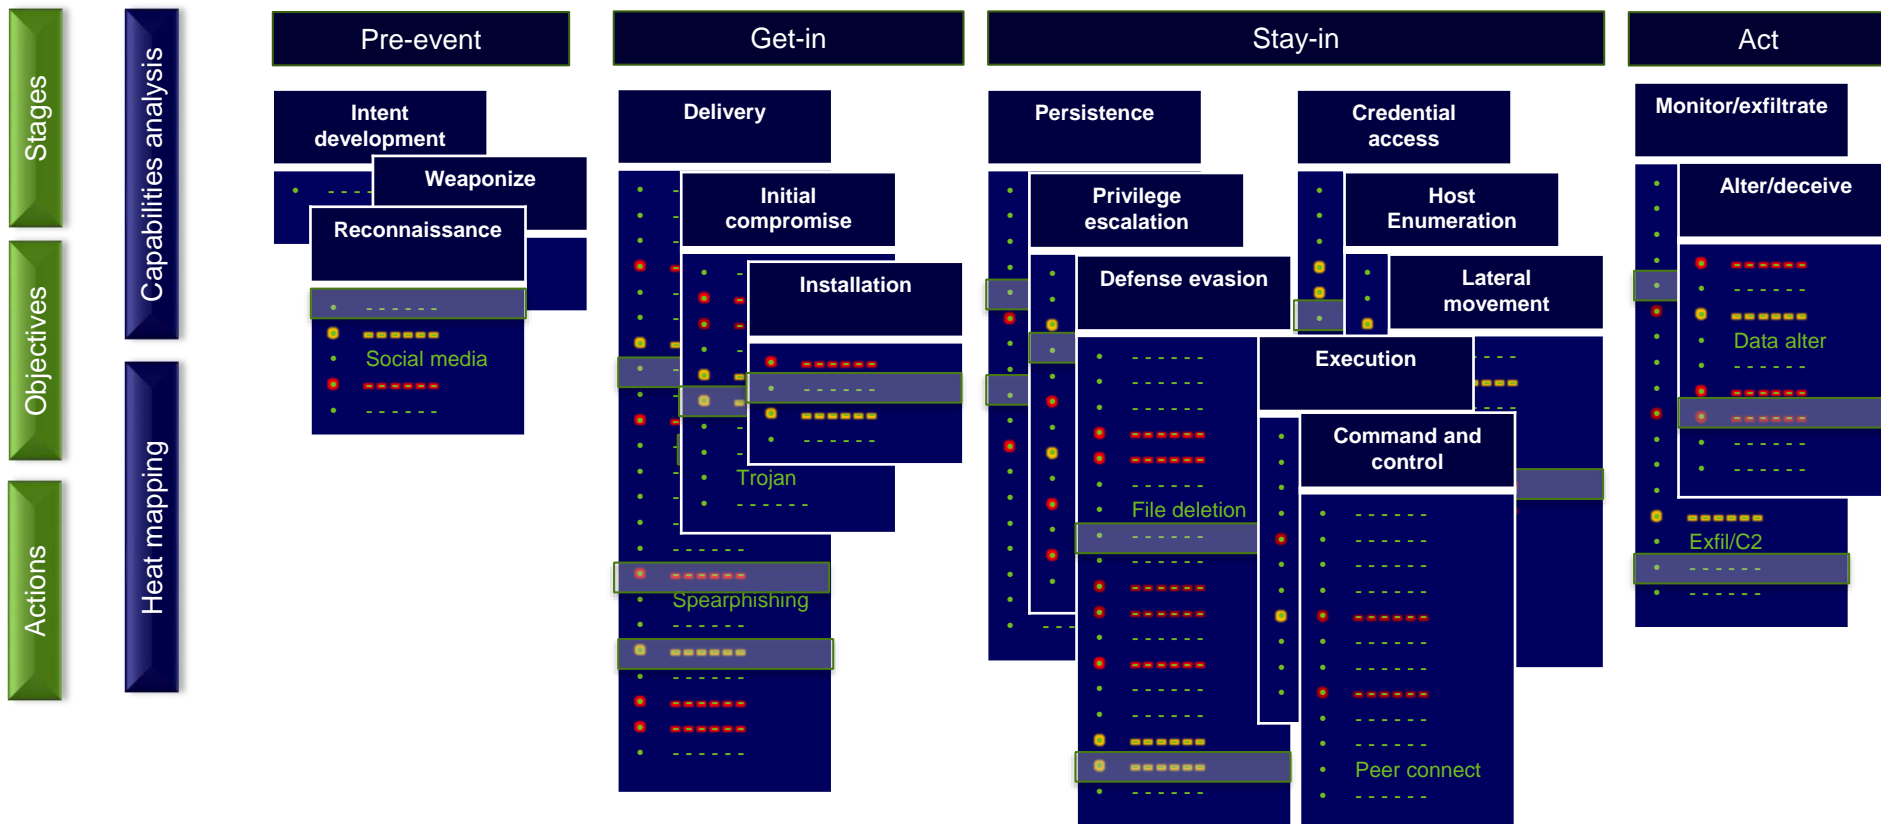 Stages
Objectives
Actions
Capabilities analysis
Heat mapping
Pre-event
Get-in
Stay-in
Act
Intent
development
Weaponize
Reconnaissance
Social media
Delivery
Initial
compromise
Installation
Trojan
Spearphishing
Persistence
Privilege
escalation
Defense evasion
File deletion
Credential
access
Host
Enumeration
Lateral
movement
Execution
Command and
control
Peer connect
Monitor/exfiltrate
Alter/deceive
Data alter
Exfil/C2